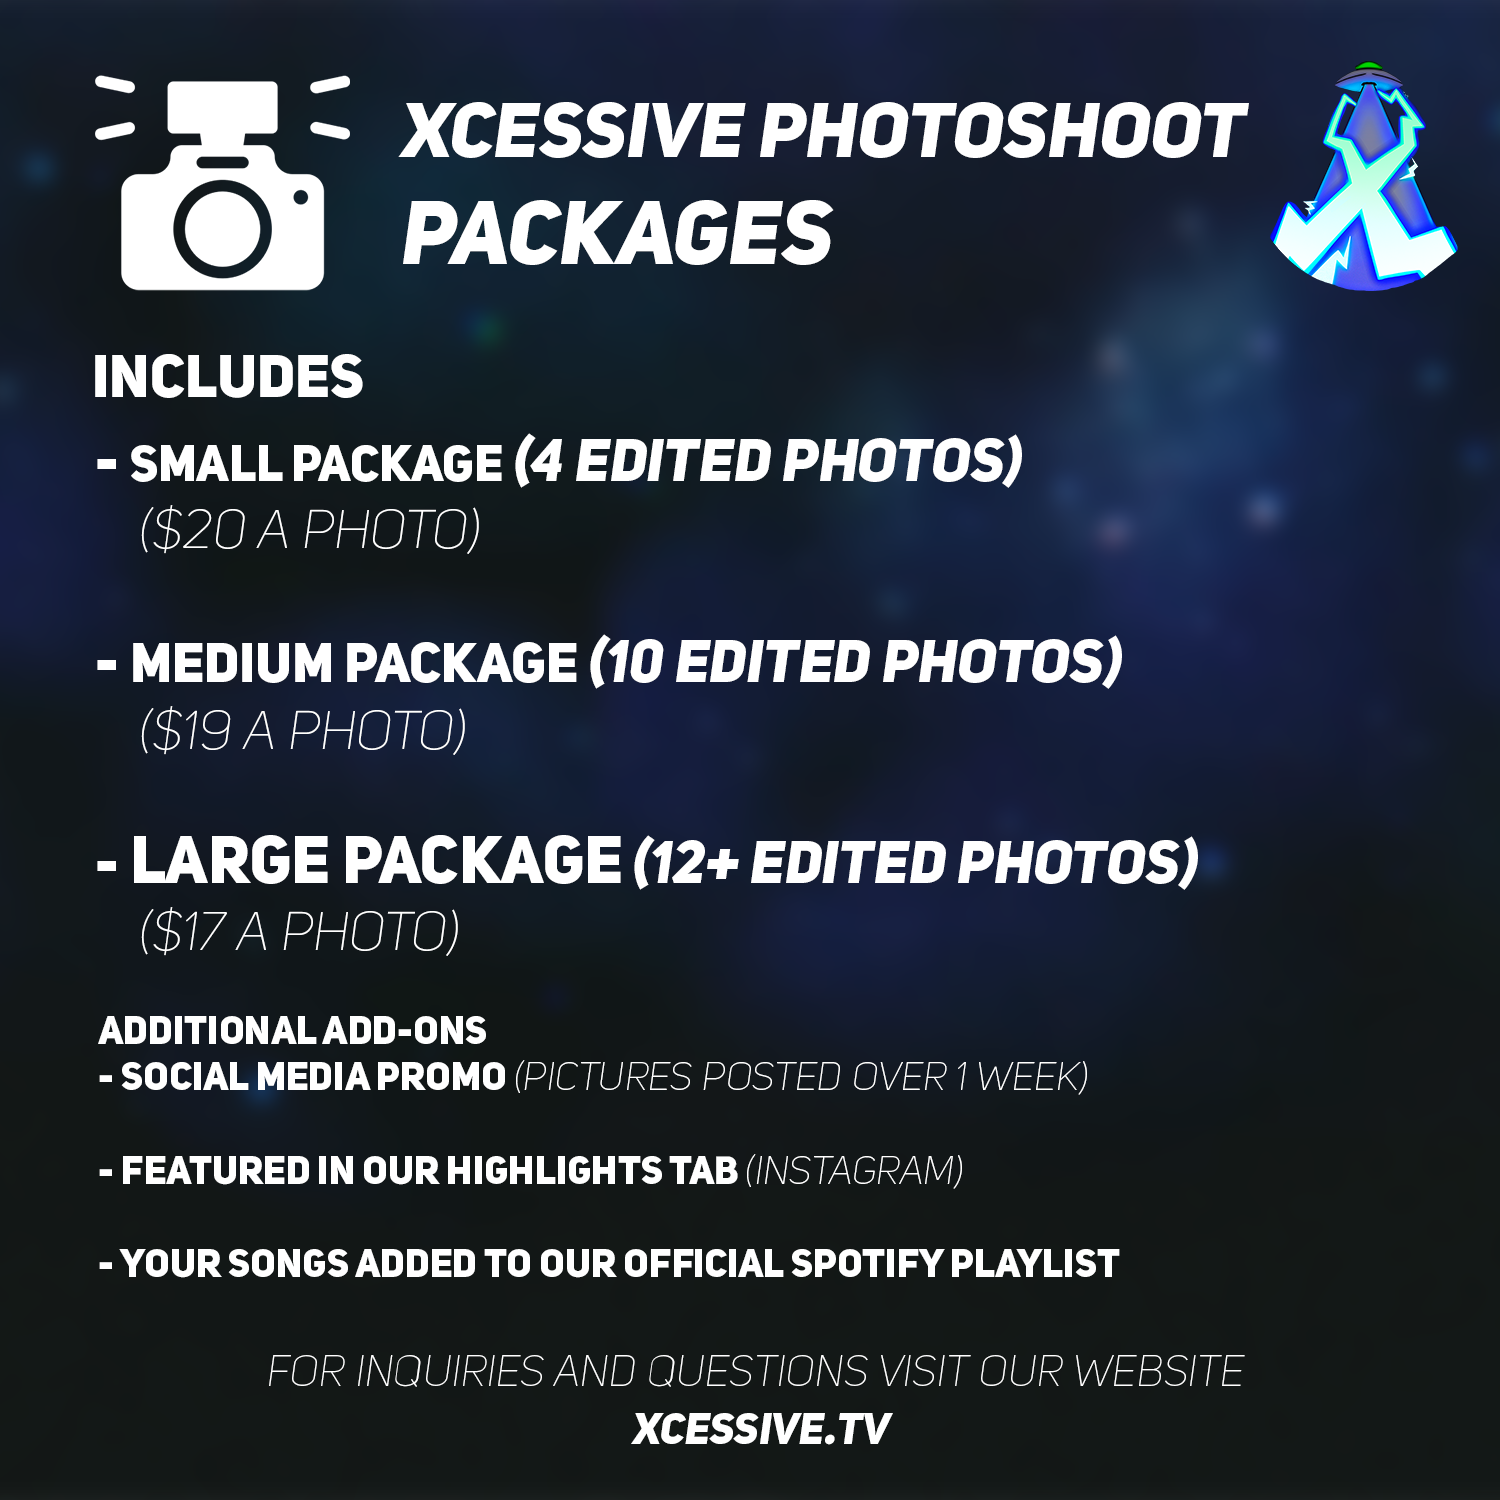 XCESSIVE PHOTOSHOOT
PACKAGES
INCLUDES
- SMALL PACKAGE (4 EDITED PHOTOS)
($20 A PHOTO)
- MEDIUM PACKAGE (10 EDITED PHOTOS)
($19 A PHOTO)
- LARGE PACKAGE (12+ EDITED PHOTOS)
($17 A PHOTO)
ADDITIONAL ADD-ONS
- SOCIAL MEDIA PROMO (PICTURES POSTED OVER 1 WEEK)
- FEATURED IN OUR HIGHLIGHTS TAB (INSTAGRAM)
- YOUR SONGS ADDED TO OUR OFFICIAL SPOTIFY PLAYLIST
FOR INQUIRIES AND QUESTIONS VISIT OUR WEBSITE
XCESSIVE.TV